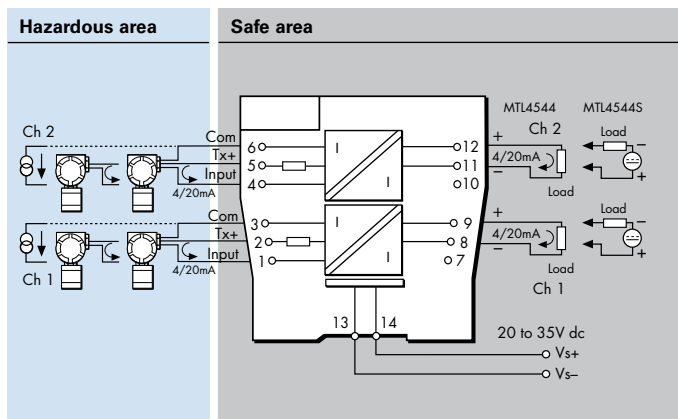 Hazardous area
Safe area
MTL4544
MTL4544S
Ch 2
Com
Tx+
Input
4/20mA
6
5
4
I
I
12
11
10
+
4/20mA
−
Ch 2
Load
Load
−
+
Ch 1
Com
Tx+
Input
4/20mA
3
2
1
I
I
9
8
7
+
4/20mA
−
Load
Ch 1
Load
−
+
13
14
20 to 35V dc
Vs+
Vs−